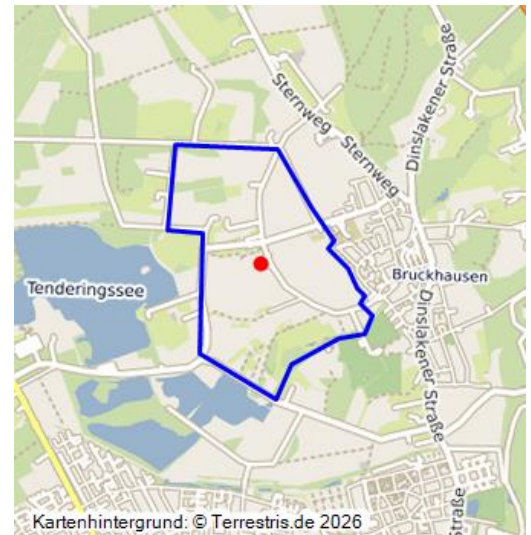 Sternweg
Sternweg
Dinslakener Straße
Tenderingssee
Bruckhausen
Dinslakener Straße
Straße
Kartenhintergrund: © Terrestris.de 2026